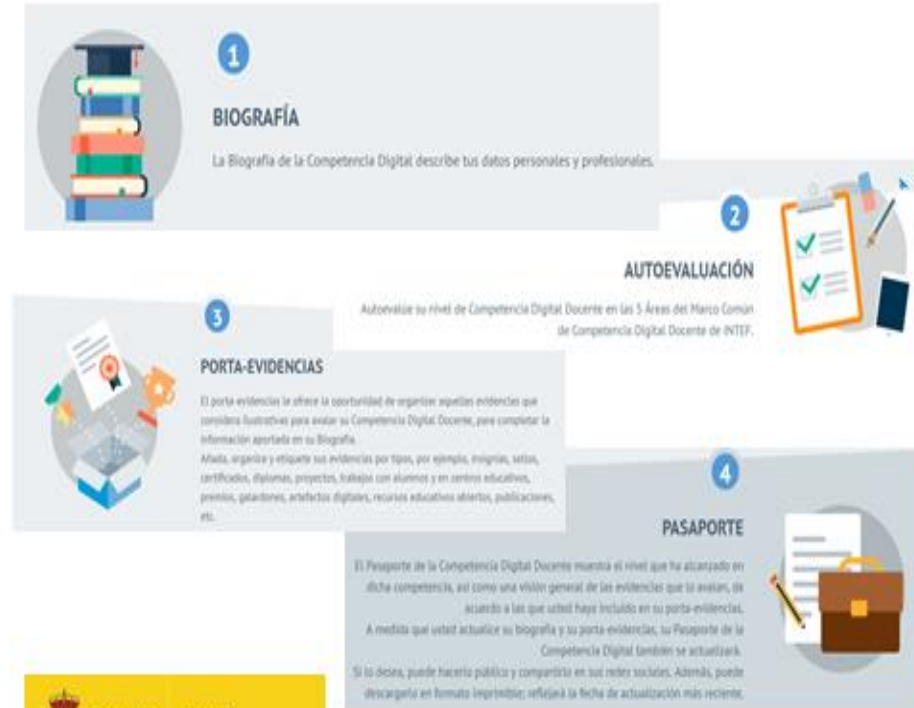 1
BIOGRAFÍA
La Biografía de la Competencia Digital describe tus datos personales y profesionales.
2
AUTOEVALUACIÓN
Autoevalúe su nivel de Competencia Digital Docente en las 5 Áreas del Marco Común
de Competencia Digital Docente de INTEF.
3
PORTA-EVIDENCIAS
El porta-evidencias le ofrece la oportunidad de organizar aquellas evidencias que
considera ilustrativas para avalar su Competencia Digital Docente, para completar la
información aportada en su Biografía.
Añada, organice y etiquete sus evidencias por tipos, por ejemplo, insignias, sellos,
certificados, diplomas, proyectos, trabajos con alumnos y en centros educativos,
premios, galardones, artefactos digitales, recursos educativos abiertos, publicaciones,
etc.
4
PASAPORTE
El Pasaporte de la Competencia Digital Docente muestra el nivel que ha alcanzado en
dicha competencia, así como una visión general de las evidencias que lo avalan, de
acuerdo a las que usted haya incluido en su porta-evidencias.
A medida que usted actualice su biografía y su porta-evidencias, su Pasaporte de la
Competencia Digital también se actualizará.
Si lo desea, puede hacerlo público y compartirlo en sus redes sociales. Además, puede
descargarlo en formato imprimible; reflejará la fecha de actualización más reciente.